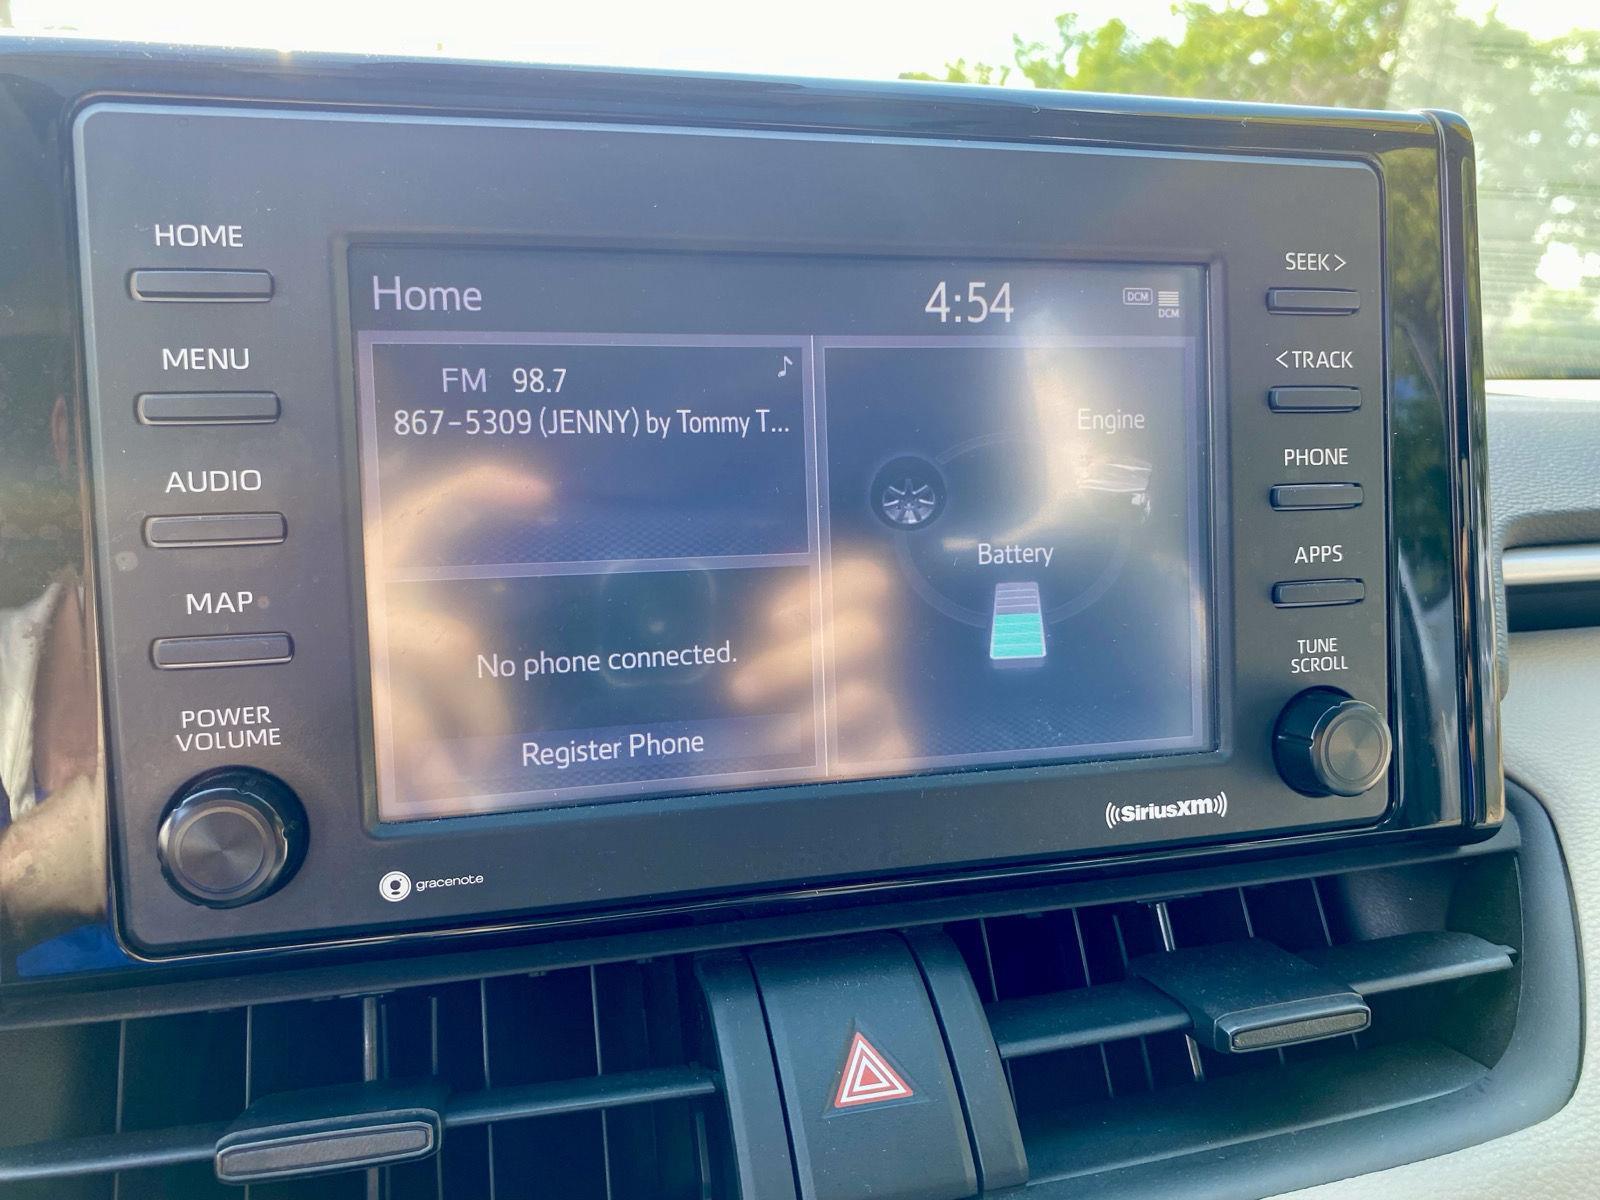 HOME
MENU
AUDIO
MAP
POWER
VOLUME
Home
4:54
DCM
DCM
FM 98.7
867-5309 (JENNY) by Tommy T...
No phone connected.
Register Phone
Engine
Battery
SEEK>
<TRACK
PHONE
APPS
TUNE
SCROLL
gracenote
SiriusXm